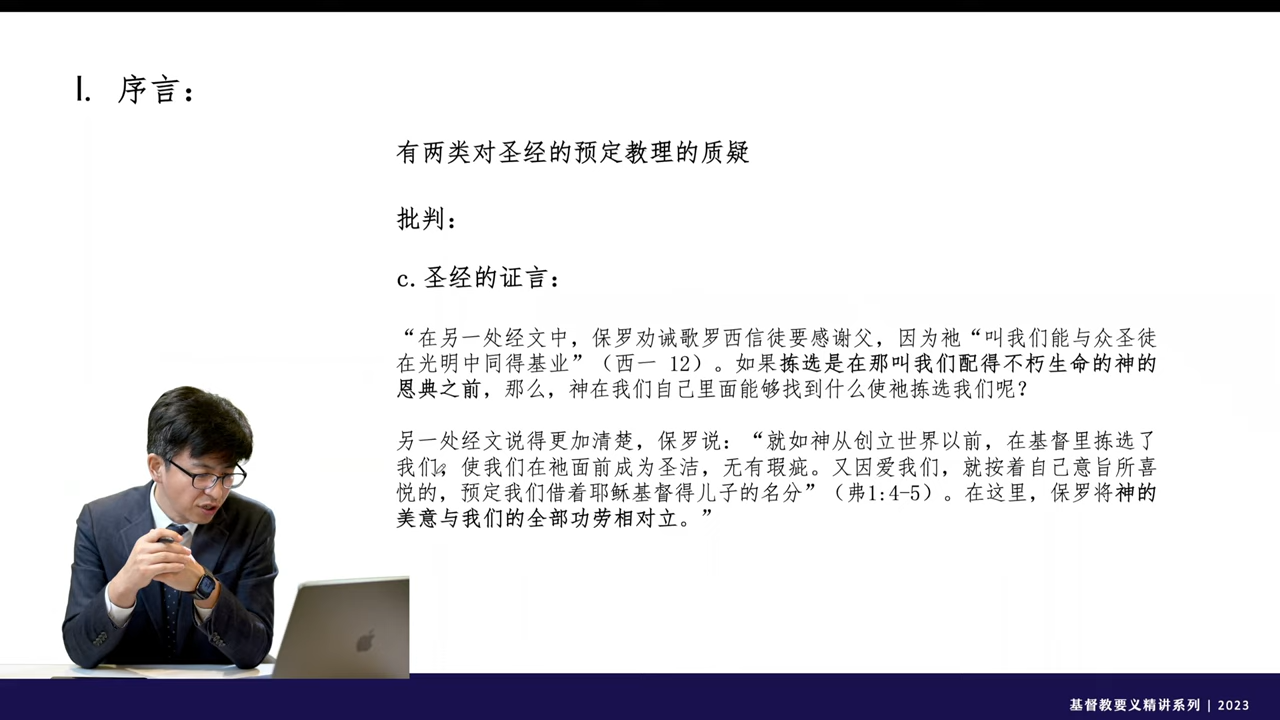 I. 序言：
有两类对圣经的预定教理的质疑
批判：
c. 圣经的证言：
“在另一处经文中，保罗劝诫歌罗西信徒要感谢父，因为祂“叫我们能与众圣徒
在光明中同得基业”（西一 12）。如果拣选是在那叫我们配得不朽生命的神的
恩典之前，那么，神在我们自己里面能够找到什么使祂拣选我们呢？
另一处经文说得更加清楚，保罗说：“就如神从创立世界以前，在基督里拣选了
我们，使我们在祂面前成为圣洁，无有瑕疵。又因爱我们，就按着自己意旨所喜
悦的，预定我们借着耶稣基督得儿子的名分”（弗1:4-5）。在这里，保罗将神的
美意与我们的全部功劳相对立。”
基督教要义精讲系列 | 2023